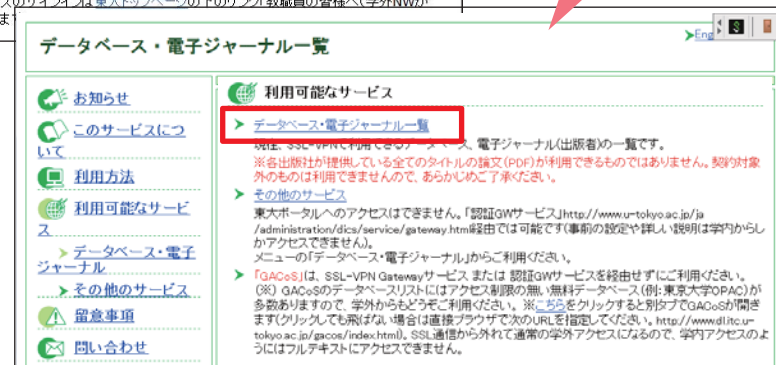 東大トップページの下のリンク「教職員の皆様へ(学外NWか
データベース・電子ジャーナル一覧
Eng
お知らせ
このサービスにつ
いて
利用方法
利用可能なサービ
ス
データベース・電子
ジャーナル
その他のサービス
留意事項
問い合わせ
利用可能なサービス
データベース・電子ジャーナル一覧
現在、SSL-VPNで利用できるデータベース、電子ジャーナル(出版者)の一覧です。
※各出版社が提供している全てのタイトルの論文(PDF)が利用できるものではありません。契約対象
外のものは利用できませんので、あらかじめご了承ください。
その他のサービス
東大ポータルへのアクセスはできません。「認証GWサービス」http://www.u-tokyo.ac.jp/ja
/administration/dics/service/gateway.html経由では可能です(事前の設定や詳しい説明は学内からし
かアクセスできません)。
メニューの「データベース・電子ジャーナル」からご利用ください。
「GACoS」は、SSL-VPN Gatewayサービス または 認証GWサービスを経由せずにご利用ください。
(※) GACoSのデータベースリストにはアクセス制限の無い無料データベース(例:東京大学OPAC)が
多数ありますので、学外からもどうぞご利用ください。※こちらをクリックすると別タブでGACoSが開き
ます(クリックしても飛ばない場合は直接ブラウザで次のURLを指定してください。http://www.dl.itc.u-
tokyo.ac.jp/gacos/index.html)。SSL通信から外れて通常の学外アクセスになるので、学内アクセスのよ
うにはフルテキストにアクセスできません。